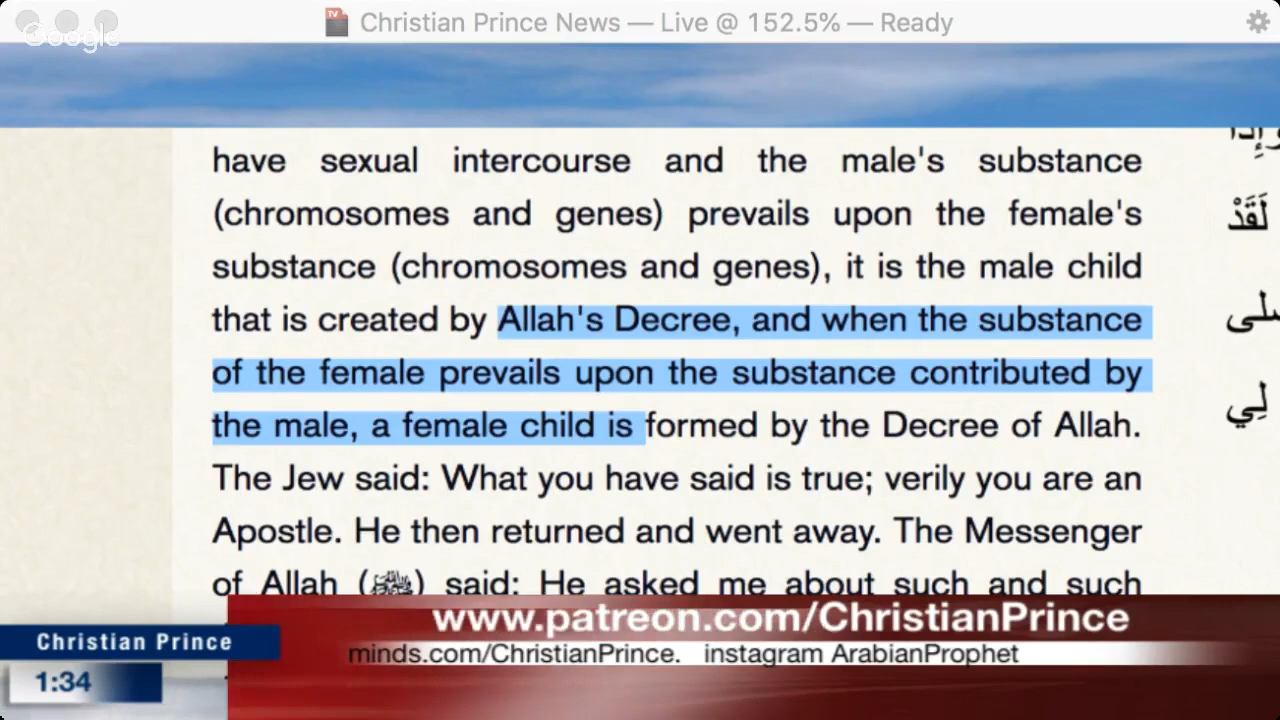 Christian Prince News — Live @ 152.5% — Ready
Google
have sexual intercourse and the male's substance
(chromosomes and genes) prevails upon the female's
substance (chromosomes and genes), it is the male child
that is created by Allah's Decree, and when the substance
of the female prevails upon the substance contributed by
the male, a female child is formed by the Decree of Allah.
The Jew said: What you have said is true; verily you are an
Apostle. He then returned and went away. The Messenger
of Allah (ﷺ) said: He asked me about such and such
لَقَدْ
لِي
www.patreon.com/ChristianPrince
Christian Prince
minds.com/ChristianPrince. instagram ArabianProphet
1:34